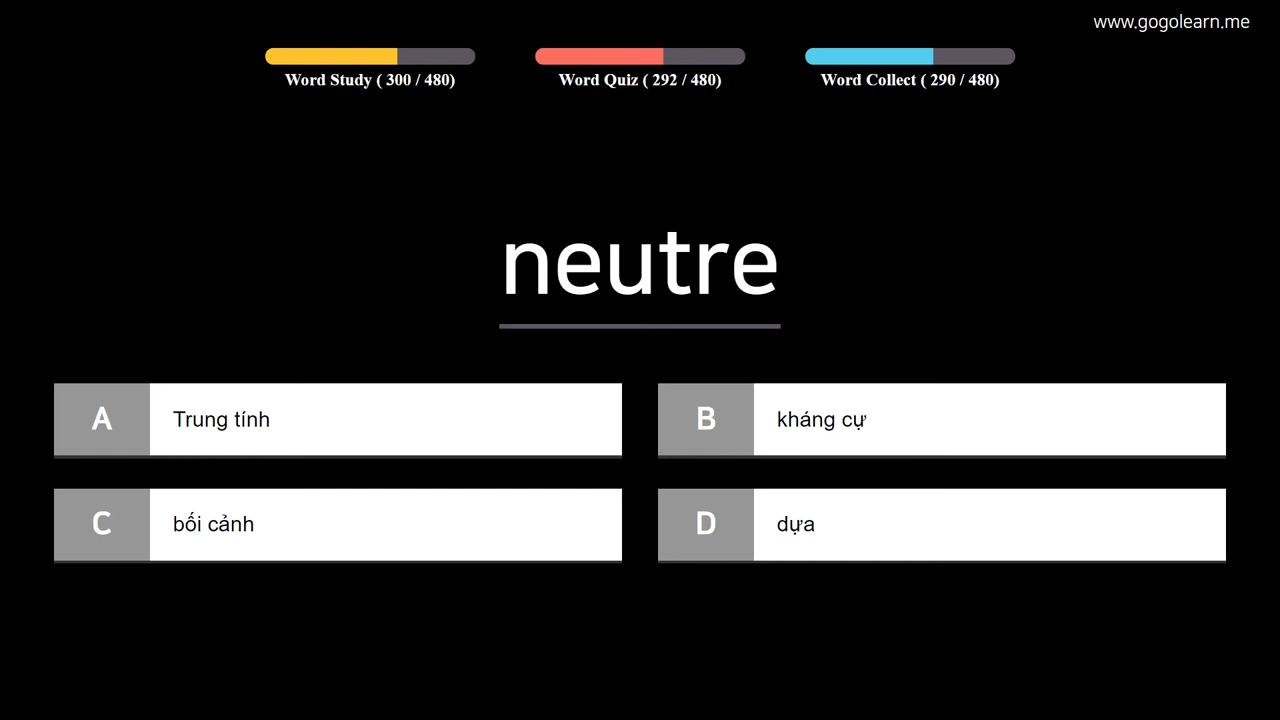 www.gogolearn.me
Word Study ( 300 / 480)
Word Quiz ( 292 / 480)
Word Collect ( 290 / 480)
neutre
A Trung tính
B kháng cự
C bối cảnh
D dựa